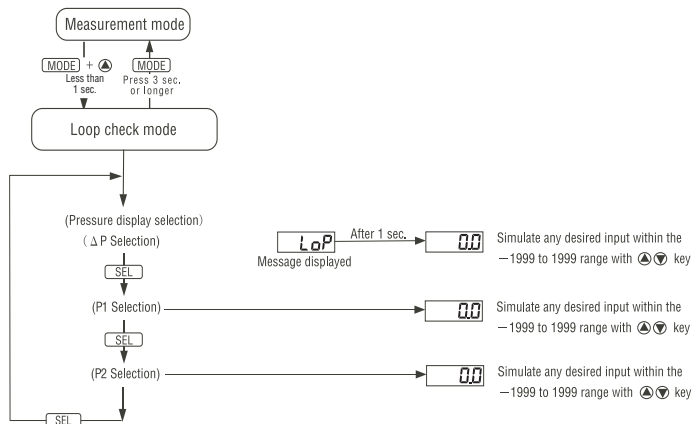 Measurement mode
MODE + ▲
Less than
1 sec.
MODE
Press 3 sec.
or longer
Loop check mode
(Pressure display selection)
(ΔP Selection)
LoP
After 1 sec.
Message displayed
0.0
Simulate any desired input within the
−1999 to 1999 range with ▲▼ key
SEL
(P1 Selection)
0.0
Simulate any desired input within the
−1999 to 1999 range with ▲▼ key
SEL
(P2 Selection)
0.0
Simulate any desired input within the
−1999 to 1999 range with ▲▼ key
SEL